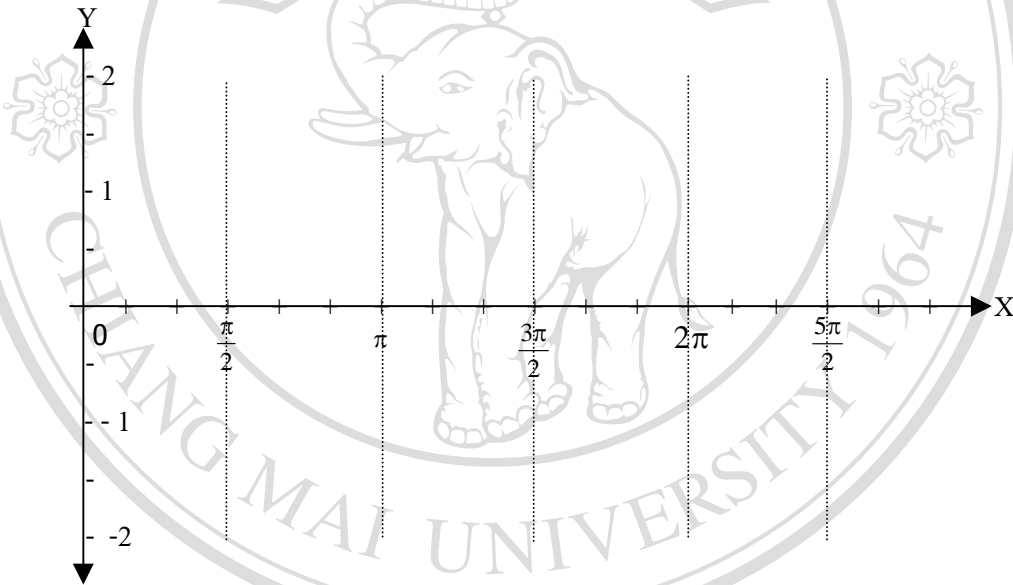 Y
- 2
- 1
X
0 π/2 π 3π/2 2π 5π/2
- - 1
- -2
CHIANG MAI UNIVERSITY 1964